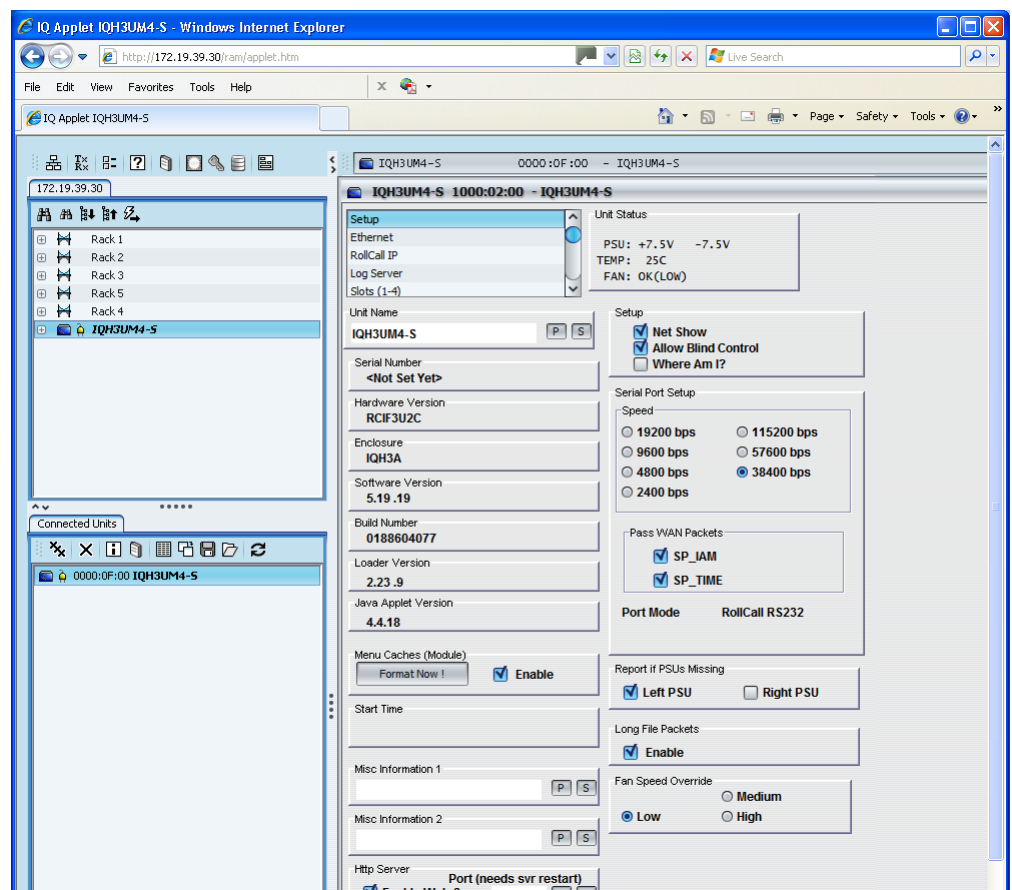 IQ Applet IQH3UM4-S - Windows Internet Explorer
http://172.19.39.30/ram/applet.htm
Live Search
File Edit View Favorites Tools Help
IQ Applet IQH3UM4-S
Page Safety Tools
IQH3UM4-S 0000:0F:00 - IQH3UM4-S
172.19.39.30
IQH3UM4-S 1000:02:00 - IQH3UM4-S
Rack 1
Rack 2
Rack 3
Rack 5
Rack 4
IQH3UM4-S
Setup
Ethernet
RollCall IP
Log Server
Slots (1-4)
Unit Status
PSU: +7.5V -7.5V
TEMP: 25C
FAN: OK(LOW)
Unit Name
IQH3UM4-S P S
Serial Number
<Not Set Yet>
Hardware Version
RCIF3U2C
Enclosure
IQH3A
Software Version
5.19 .19
Build Number
0188604077
Loader Version
2.23 .9
Java Applet Version
4.4.18
Menu Caches (Module)
Format Now ! Enable
Start Time
Misc Information 1
P S
Misc Information 2
P S
Http Server
Port (needs svr restart)
Setup
Net Show
Allow Blind Control
Where Am I?
Serial Port Setup
Speed
19200 bps 115200 bps
9600 bps 57600 bps
4800 bps 38400 bps
2400 bps
Pass WAN Packets
SP_IAM
SP_TIME
Port Mode RollCall RS232
Report if PSUs Missing
Left PSU Right PSU
Long File Packets
Enable
Fan Speed Override
Medium
Low High
Connected Units
0000:0F:00 IQH3UM4-S